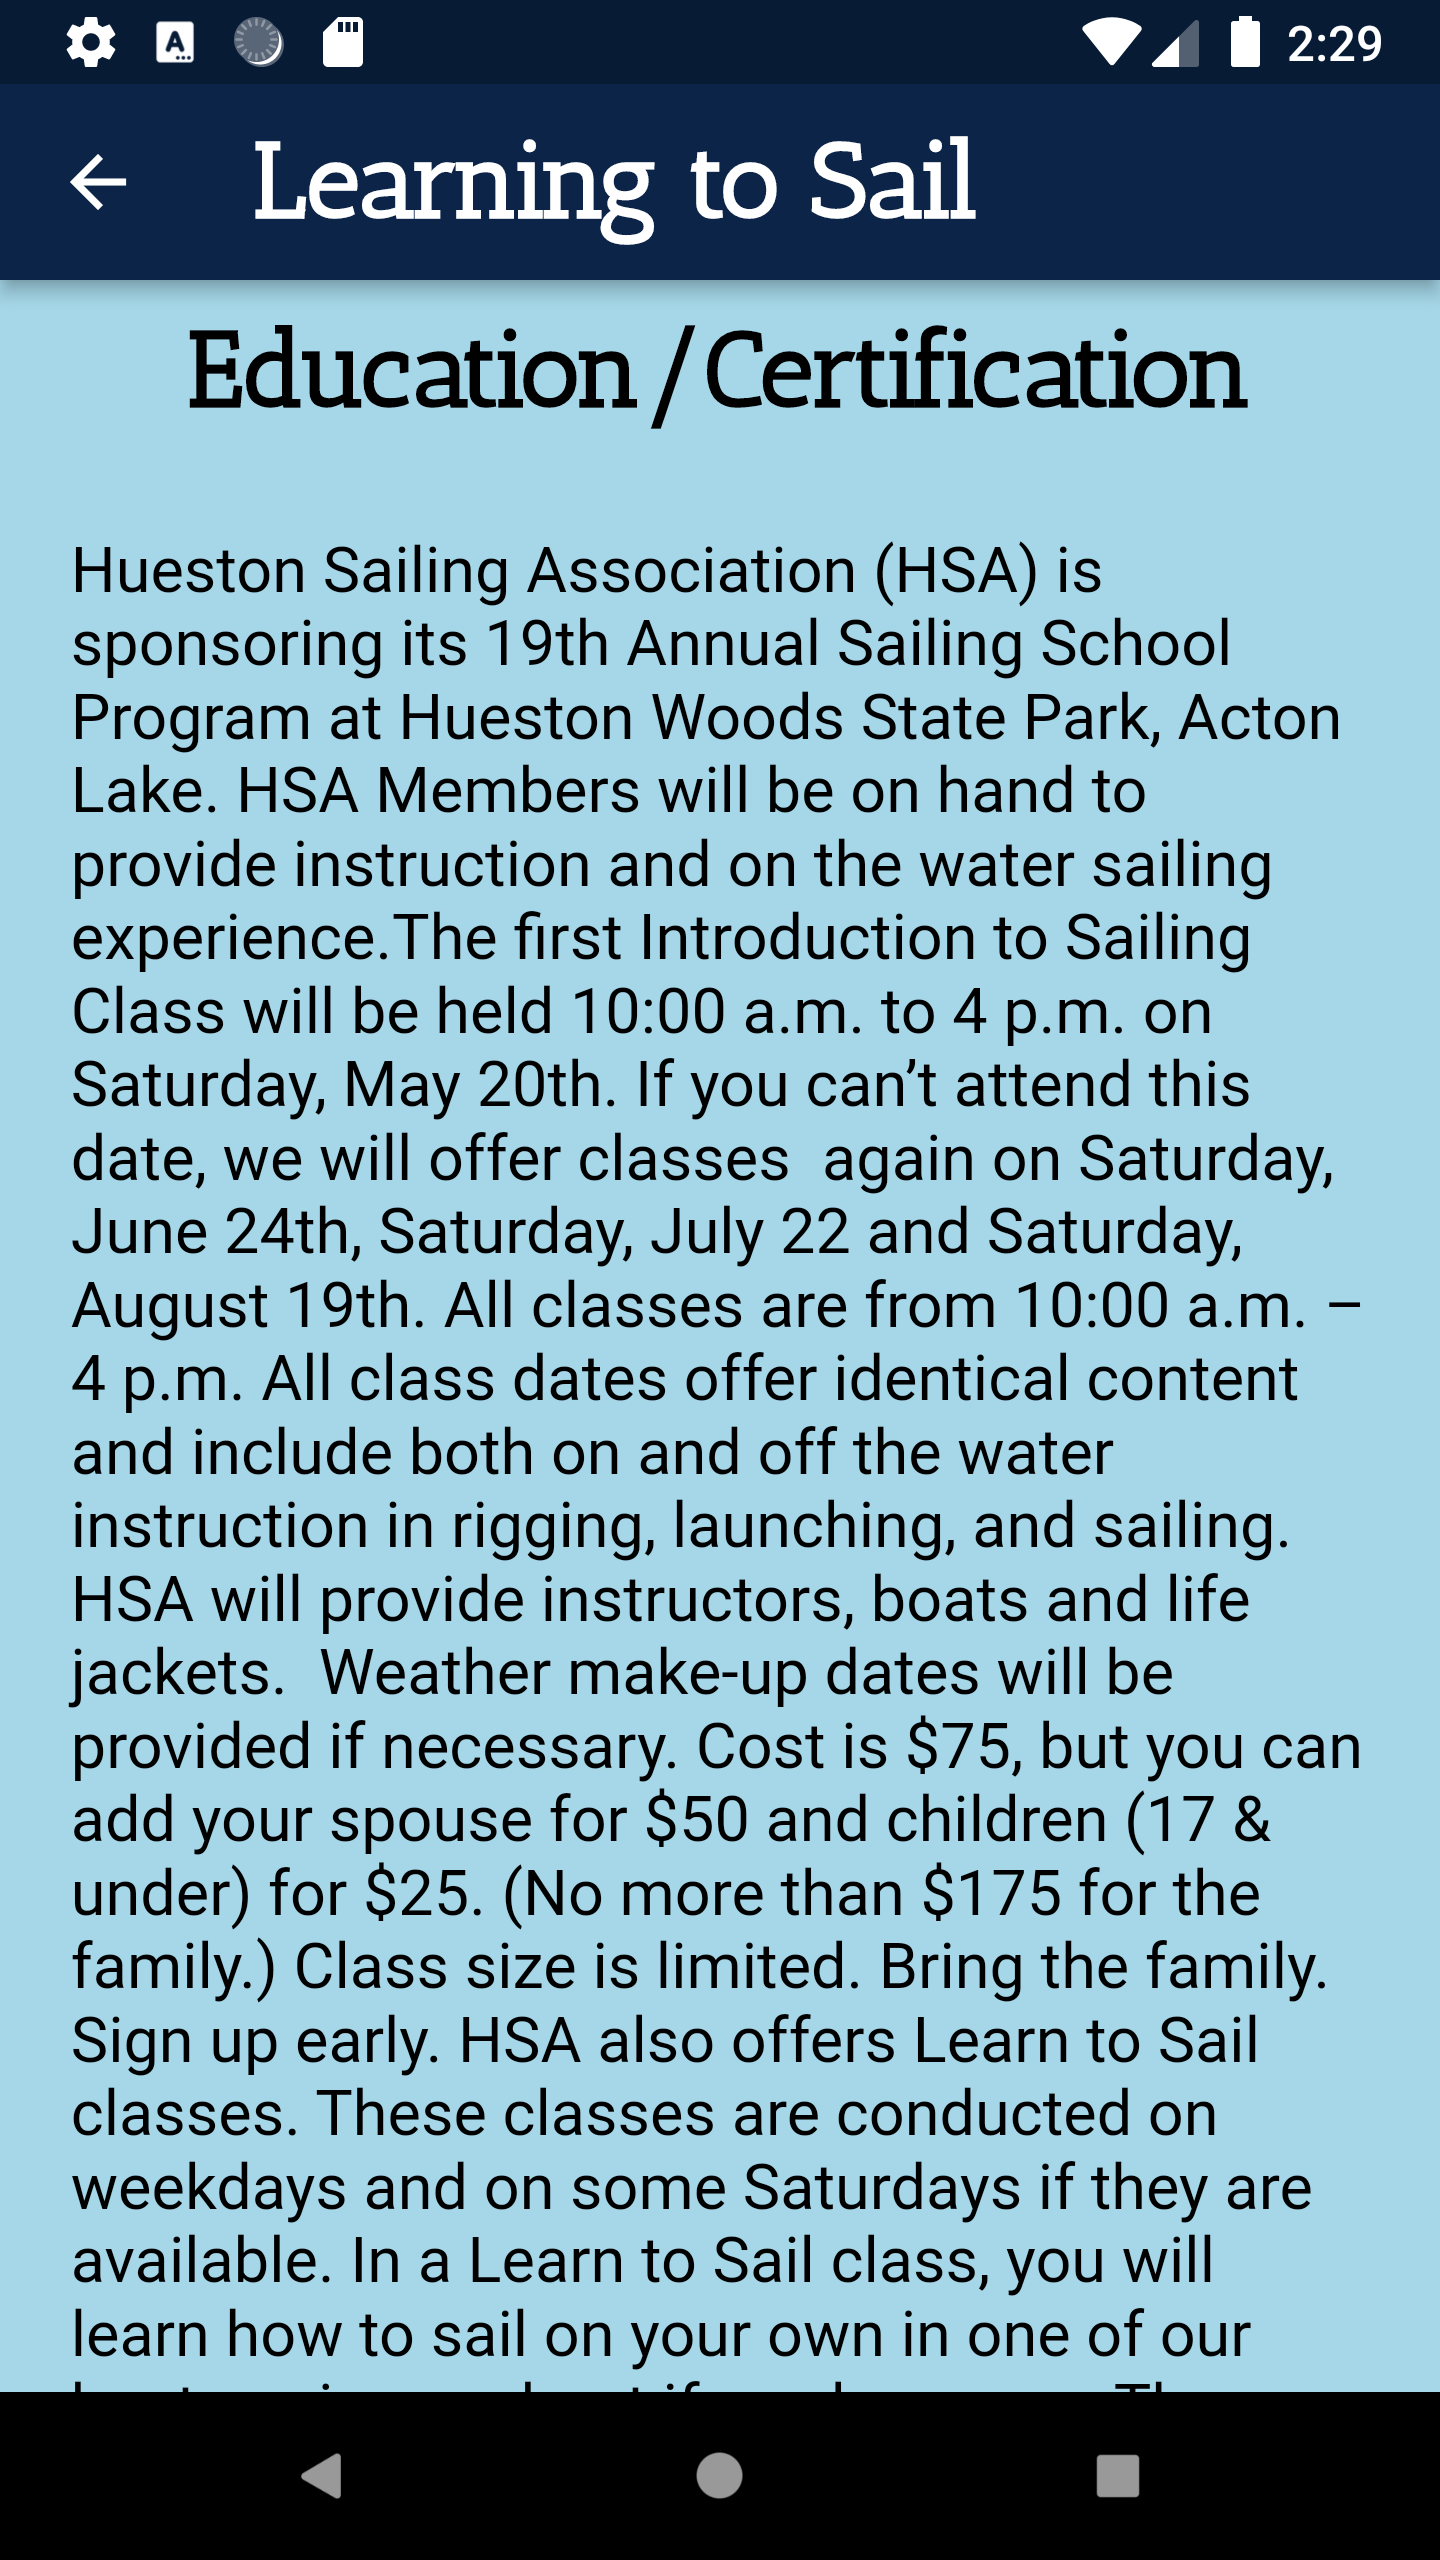 2:29
Learning to Sail
Education/Certification
Hueston Sailing Association (HSA) is
sponsoring its 19th Annual Sailing School
Program at Hueston Woods State Park, Acton
Lake. HSA Members will be on hand to
provide instruction and on the water sailing
experience.The first Introduction to Sailing
Class will be held 10:00 a.m. to 4 p.m. on
Saturday, May 20th. If you can’t attend this
date, we will offer classes  again on Saturday,
June 24th, Saturday, July 22 and Saturday,
August 19th. All classes are from 10:00 a.m. –
4 p.m. All class dates offer identical content
and include both on and off the water
instruction in rigging, launching, and sailing.
HSA will provide instructors, boats and life
jackets.  Weather make-up dates will be
provided if necessary. Cost is $75, but you can
add your spouse for $50 and children (17 &
under) for $25. (No more than $175 for the
family.) Class size is limited. Bring the family.
Sign up early. HSA also offers Learn to Sail
classes. These classes are conducted on
weekdays and on some Saturdays if they are
available. In a Learn to Sail class, you will
learn how to sail on your own in one of our